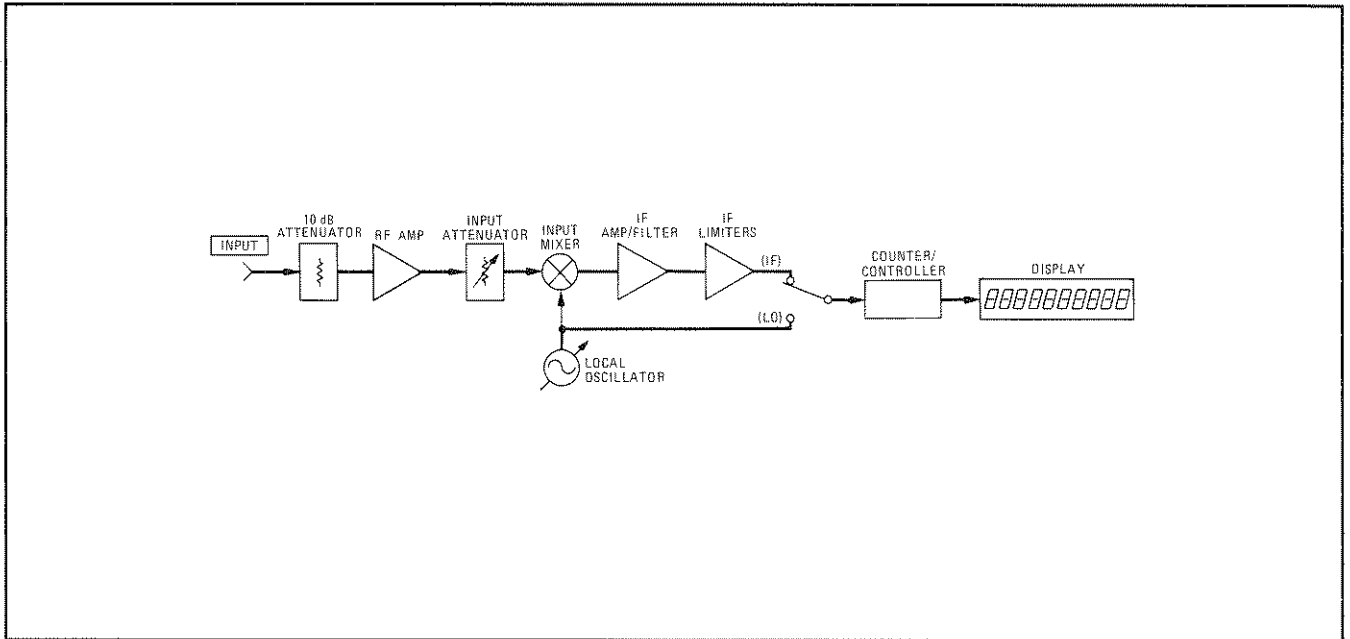 INPUT
10 dB
ATTENUATOR
RF AMP
INPUT
ATTENUATOR
INPUT
MIXER
IF
AMP/FILTER
IF
LIMITERS
(IF)
(LO)
LOCAL
OSCILLATOR
COUNTER/
CONTROLLER
DISPLAY
0000000000